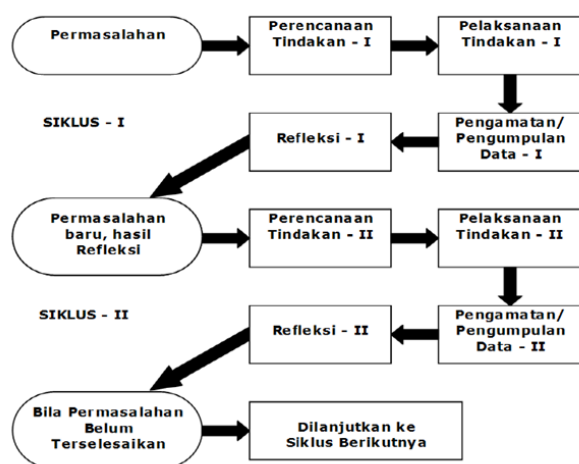 Permasalahan
Perencanaan
Tindakan - I
Pelaksanaan
Tindakan - I
SIKLUS - I
Refleksi - I
Pengamatan/
Pengumpulan
Data - I
Permasalahan
baru, hasil
Refleksi
Perencanaan
Tindakan - II
Pelaksanaan
Tindakan - II
SIKLUS - II
Refleksi - II
Pengamatan/
Pengumpulan
Data - II
Bila Permasalahan
Belum
Terselesaikan
Dilanjutkan ke
Siklus Berikutnya